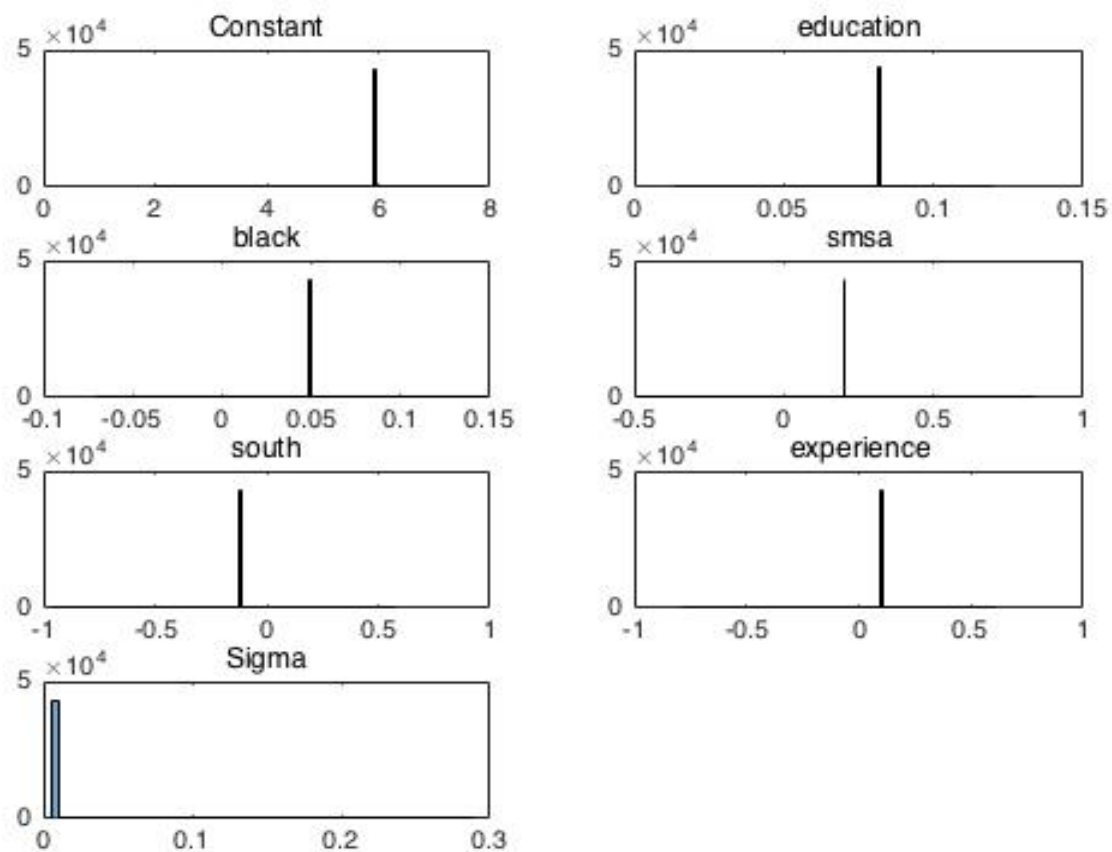 ×10⁴ Constant
5
0
0 2 4 6 8
×10⁴ education
5
0
0 0.05 0.1 0.15
×10⁴ black
5
0
-0.1 -0.05 0 0.05 0.1 0.15
×10⁴ smsa
5
0
-0.5 0 0.5 1
×10⁴ south
5
0
-1 -0.5 0 0.5 1
×10⁴ experience
5
0
-1 -0.5 0 0.5 1
×10⁴ Sigma
5
0
0 0.1 0.2 0.3